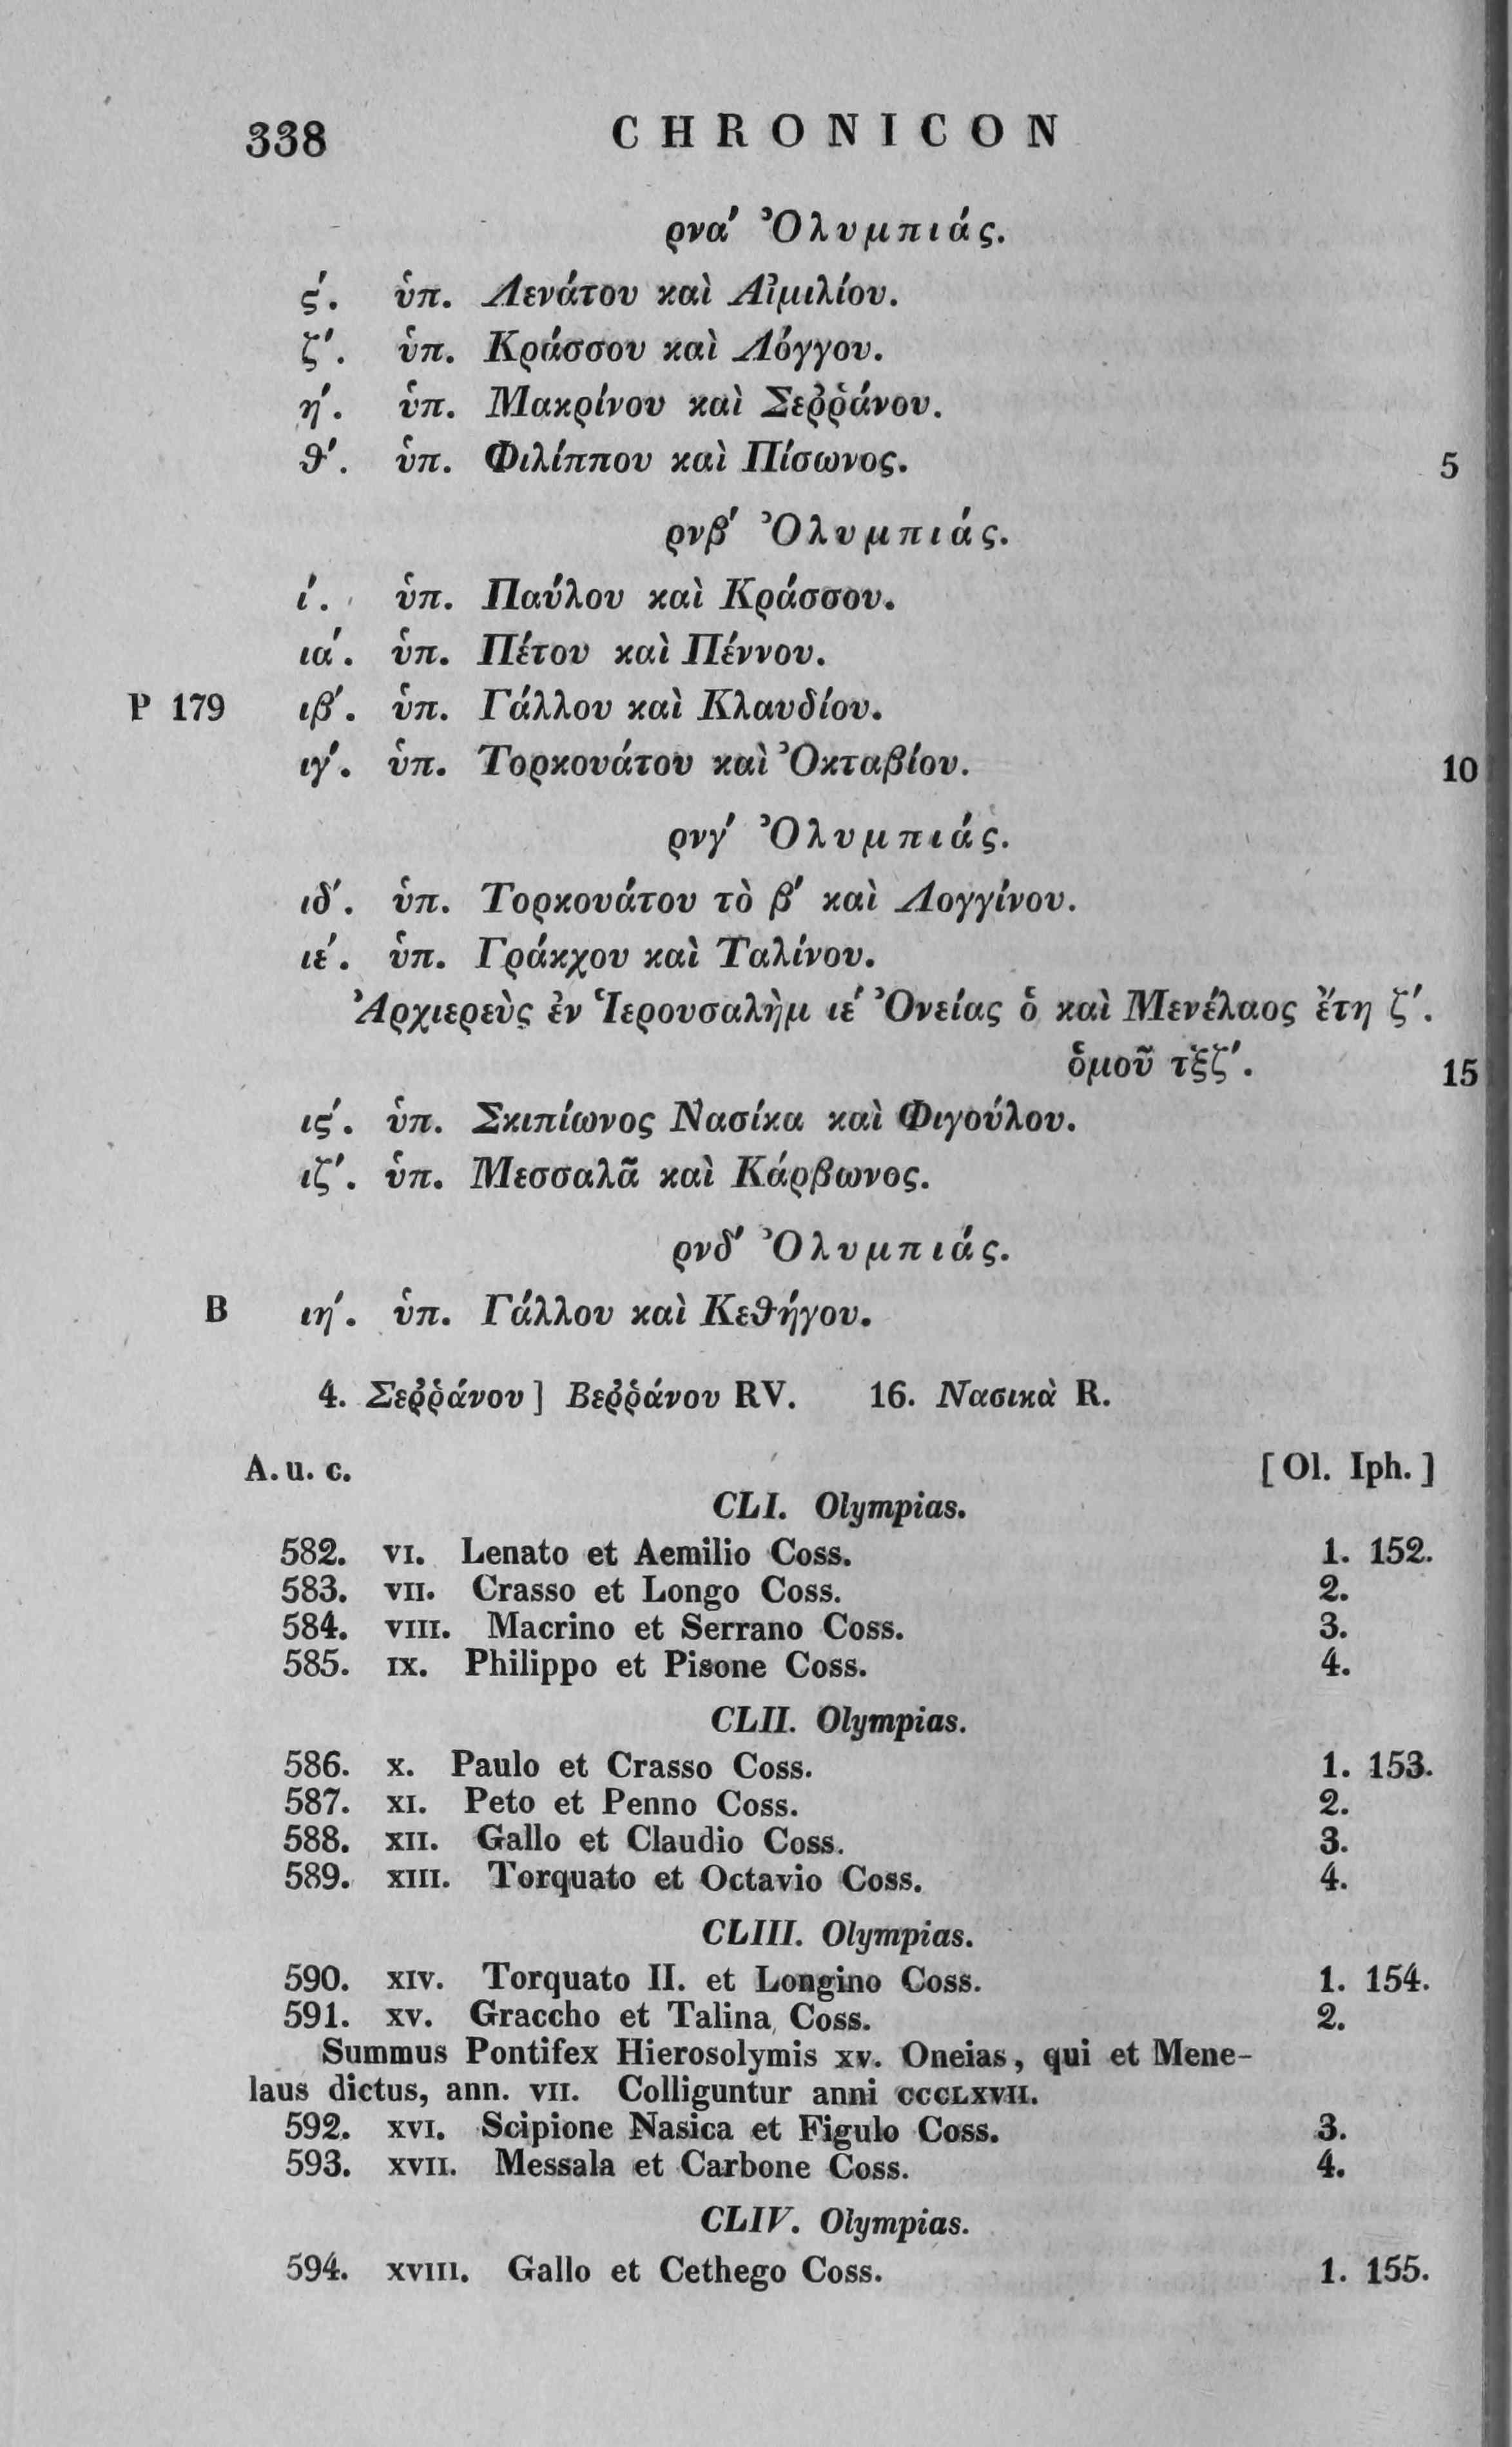 338 CHRONICON
ρνα′ Ὀλυμπιάς.
ς′. ὑπ. Λενάτου καὶ Αἰμιλίου.
ζ′. ὑπ. Κράσσου καὶ Λόγγου.
η′. ὑπ. Μακρίνου καὶ Σεῤῥάνου.
θ′. ὑπ. Φιλίππου καὶ Πίσωνος. 5
ρνβ′ Ὀλυμπιάς.
ι′. ὑπ. Παύλου καὶ Κράσσου.
ια′. ὑπ. Πέτου καὶ Πέννου.
P 179 ιβ′. ὑπ. Γάλλου καὶ Κλαυδίου.
ιγ′. ὑπ. Τορκουάτου καὶ Ὀκταβίου. 10
ρνγ′ Ὀλυμπιάς.
ιδ′. ὑπ. Τορκουάτου τὸ β′ καὶ Λογγίνου.
ιε′. ὑπ. Γράκχου καὶ Ταλίνου.
Ἀρχιερεὺς ἐν Ἱερουσαλὴμ ιε′ Ὀνείας ὁ καὶ Μενέλαος ἔτη ζ′.
ὁμοῦ τξζ′. 15
ις′. ὑπ. Σκιπίωνος Νασίκα καὶ Φιγούλου.
ιζ′. ὑπ. Μεσσαλᾶ καὶ Κάρβωνος.
ρνδ′ Ὀλυμπιάς.
B ιη′. ὑπ. Γάλλου καὶ Κεθήγου.
4. Σεῤῥάνου] Βεῤῥάνου RV. 16. Νασικὰ R.
A. u. c. [Ol. Iph.]
CLI. Olympias.
582. VI. Lenato et Aemilio Coss. 1. 152.
583. VII. Crasso et Longo Coss. 2.
584. VIII. Macrino et Serrano Coss. 3.
585. IX. Philippo et Pisone Coss. 4.
CLII. Olympias.
586. X. Paulo et Crasso Coss. 1. 153.
587. XI. Peto et Penno Coss. 2.
588. XII. Gallo et Claudio Coss. 3.
589. XIII. Torquato et Octavio Coss. 4.
CLIII. Olympias.
590. XIV. Torquato II. et Longino Coss. 1. 154.
591. XV. Graccho et Talina Coss. 2.
Summus Pontifex Hierosolymis XV. Oneias, qui et Mene-
laus dictus, ann. VII. Colliguntur anni CCCLXVII.
592. XVI. Scipione Nasica et Figulo Coss. 3.
593. XVII. Messala et Carbone Coss. 4.
CLIV. Olympias.
594. XVIII. Gallo et Cethego Coss. 1. 155.